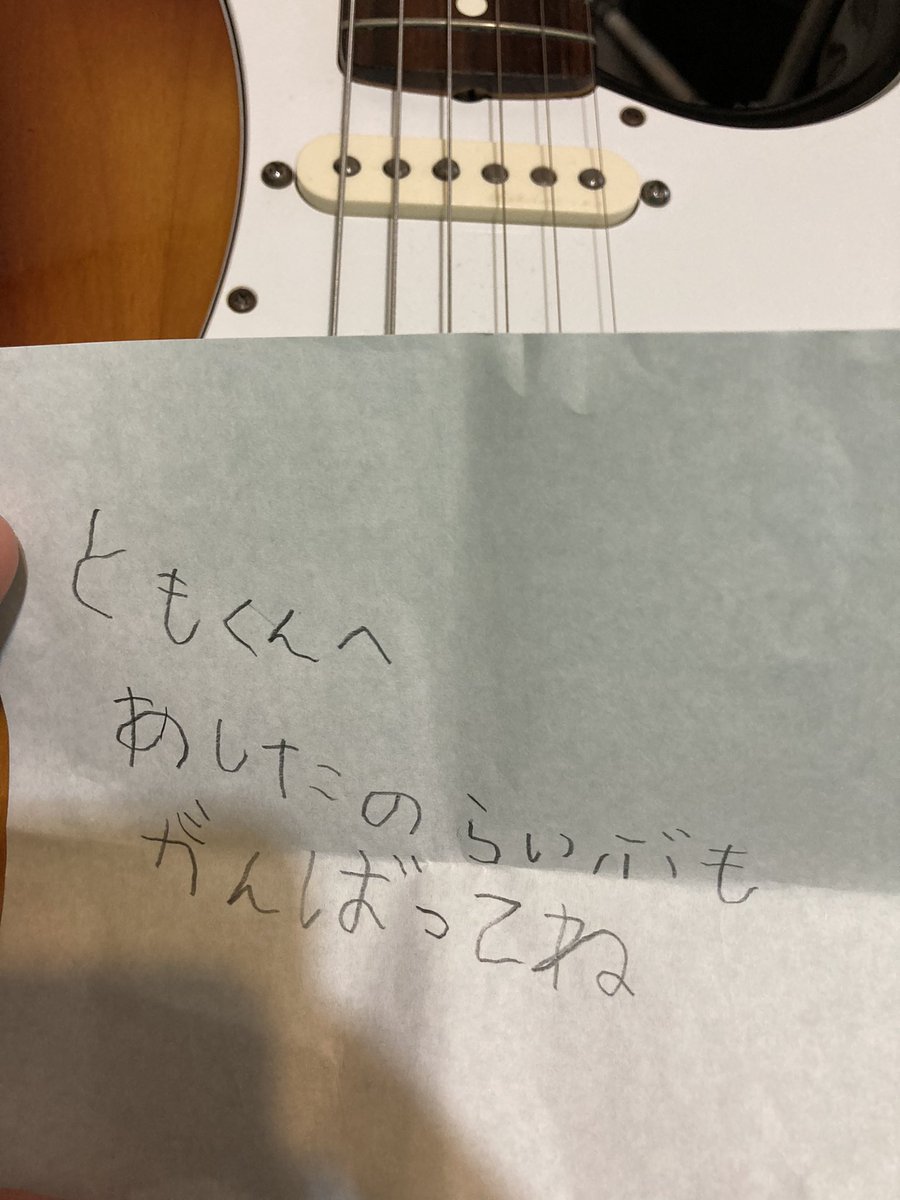 ともくんへ
あしたのらいぶも
がんばってね